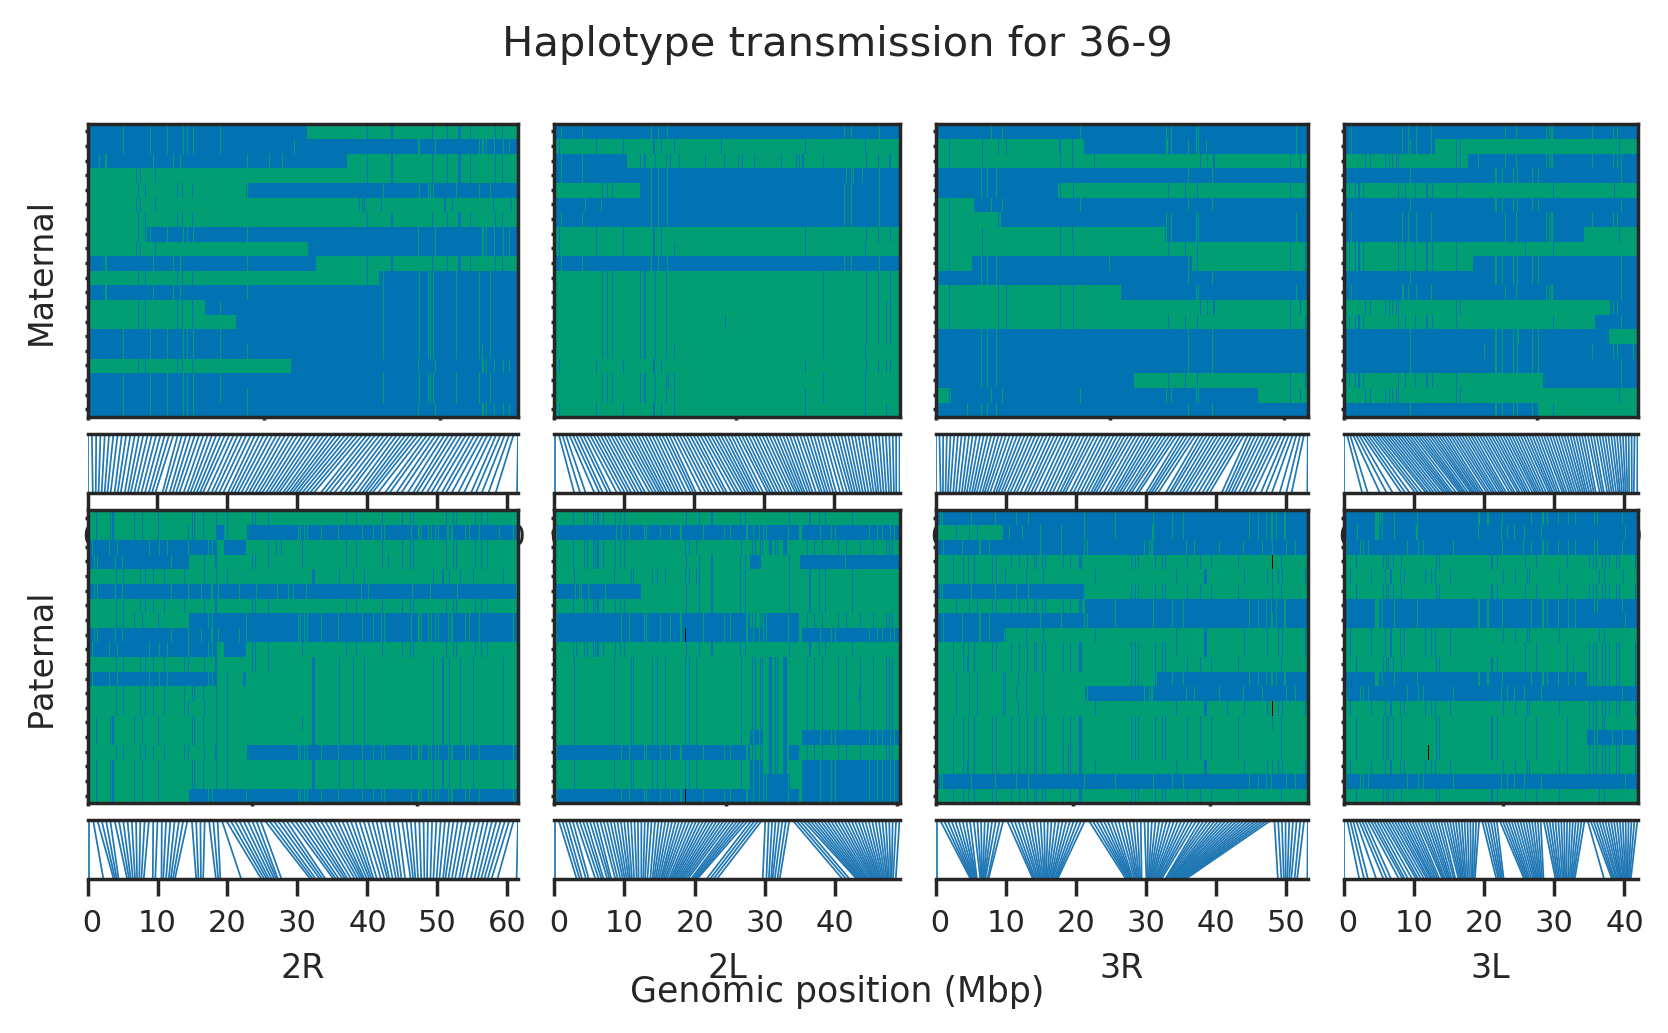 Haplotype transmission for 36-9
Maternal
Paternal
0 10 20 30 40 50 60
0 10 20 30 40
0 10 20 30 40 50
0 10 20 30 40
2R
2L
3R
3L
Genomic position (Mbp)